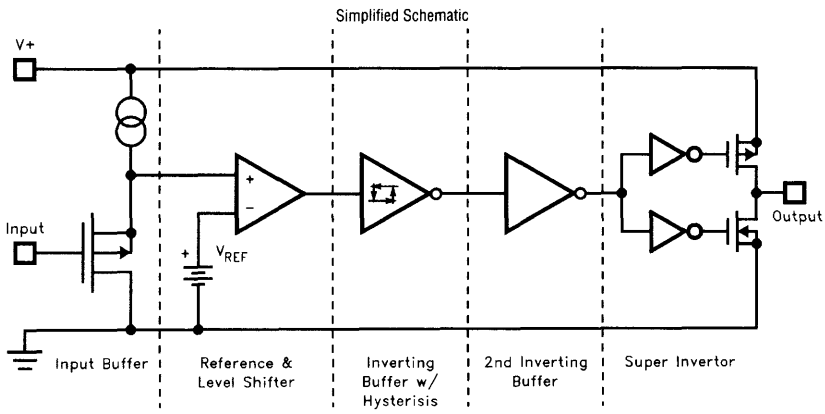 Simplified Schematic
V+
Input
+
−
+
VREF
Output
Input Buffer
Reference &
Level Shifter
Inverting
Buffer w/
Hysterisis
2nd Inverting
Buffer
Super Invertor